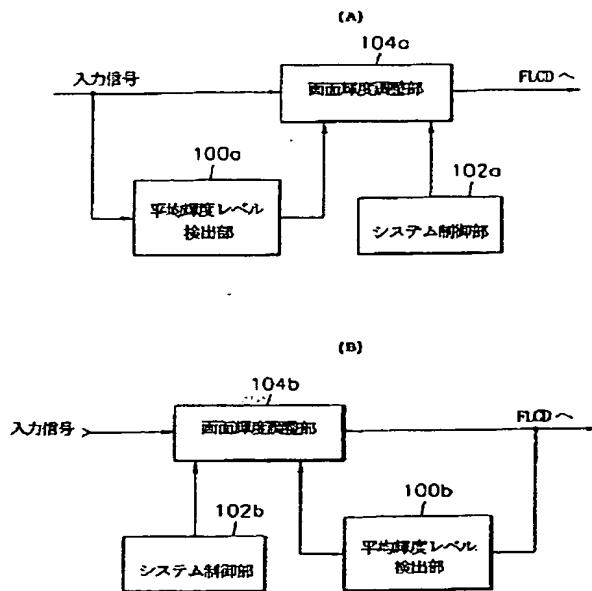 (A)
104a
入力信号
画面輝度調整部
FLCDへ
100a
102a
平均輝度レベル
検出部
システム制御部
(B)
104b
入力信号
画面輝度調整部
FLCDへ
102b
100b
システム制御部
平均輝度レベル
検出部